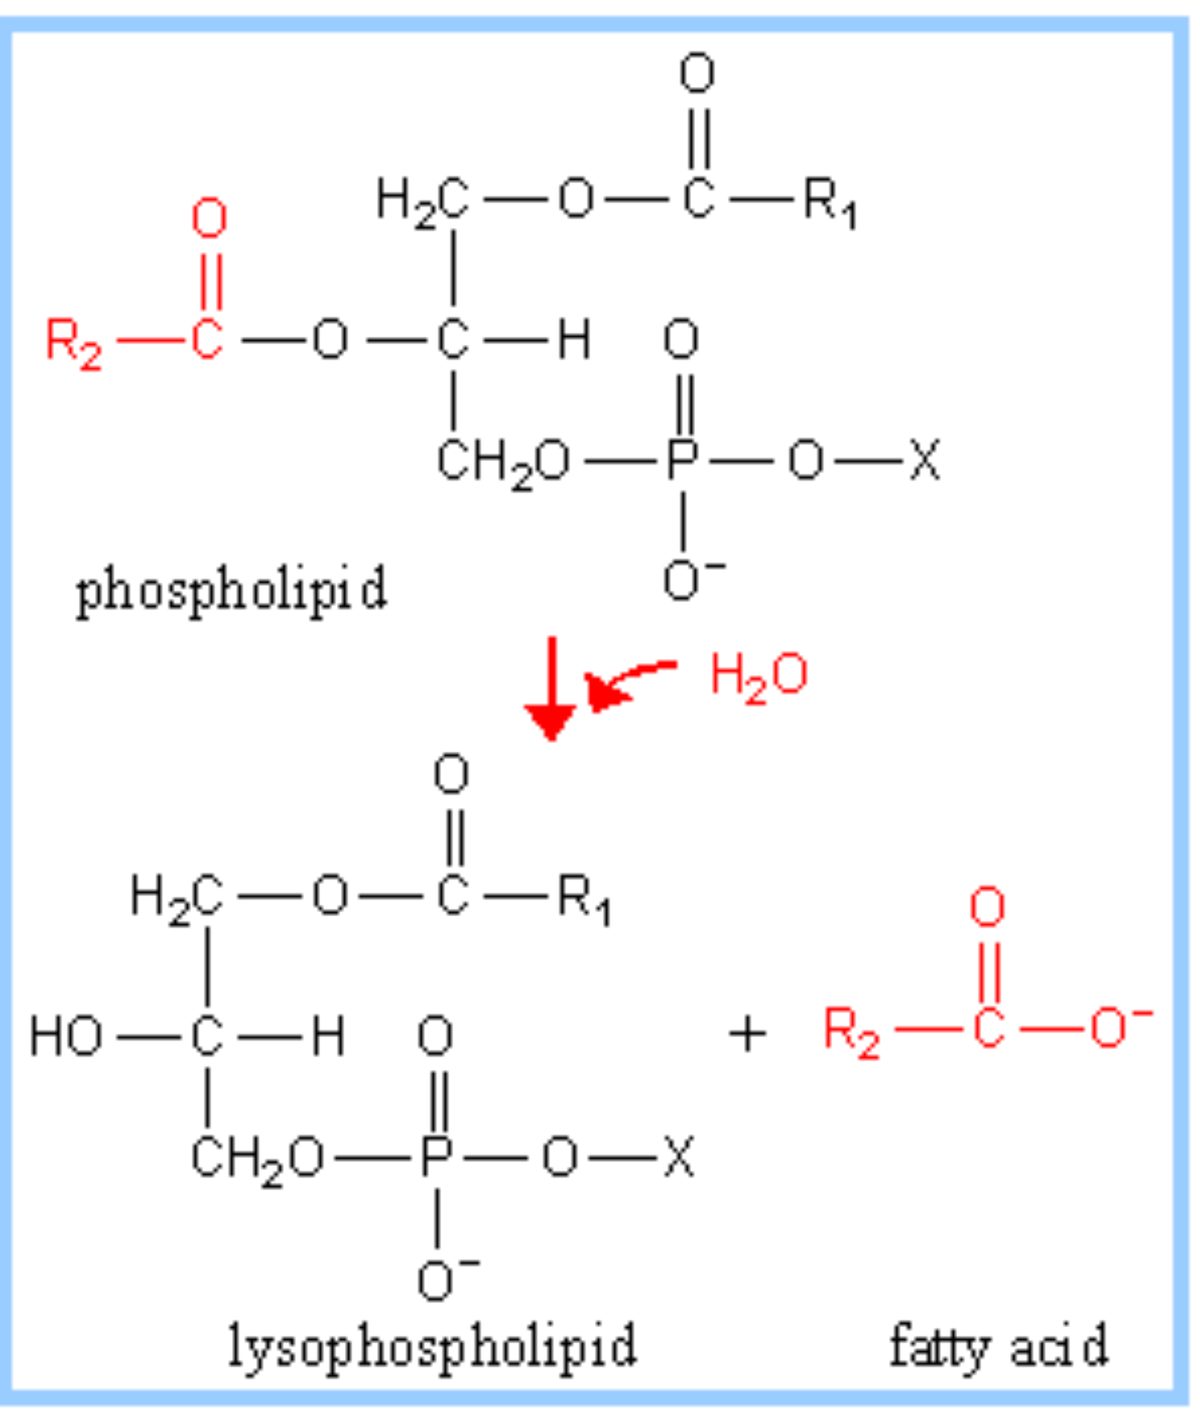 O
H₂C—O—C—R₁
O
R₂—C—O—C—H O
CH₂O—P—O—X
O⁻
phospholipid
H₂O
O
H₂C—O—C—R₁
O
HO—C—H O + R₂—C—O⁻
CH₂O—P—O—X
O⁻
lysophospholipid fatty acid